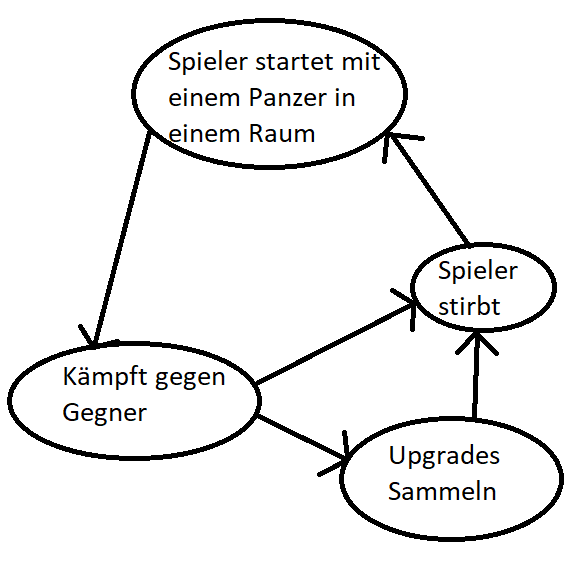 Spieler startet mit
einem Panzer in
einem Raum
Spieler
stirbt
Kämpft gegen
Gegner
Upgrades
Sammeln